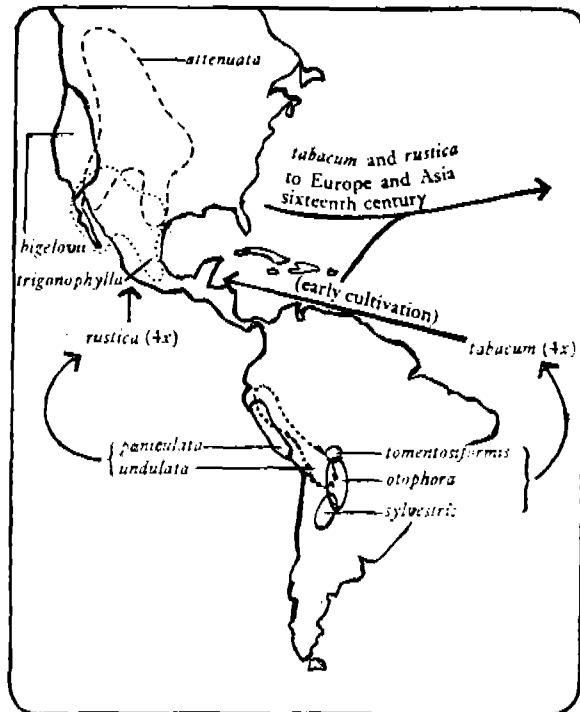 attenuata
tabacum and rustica
to Europe and Asia
sixteenth century
bigelovii
trigonophylla
(early cultivation)
rustica (4x)
tabacum (4x)
paniculata
undulata
tomentosiformis
otophora
sylvestris